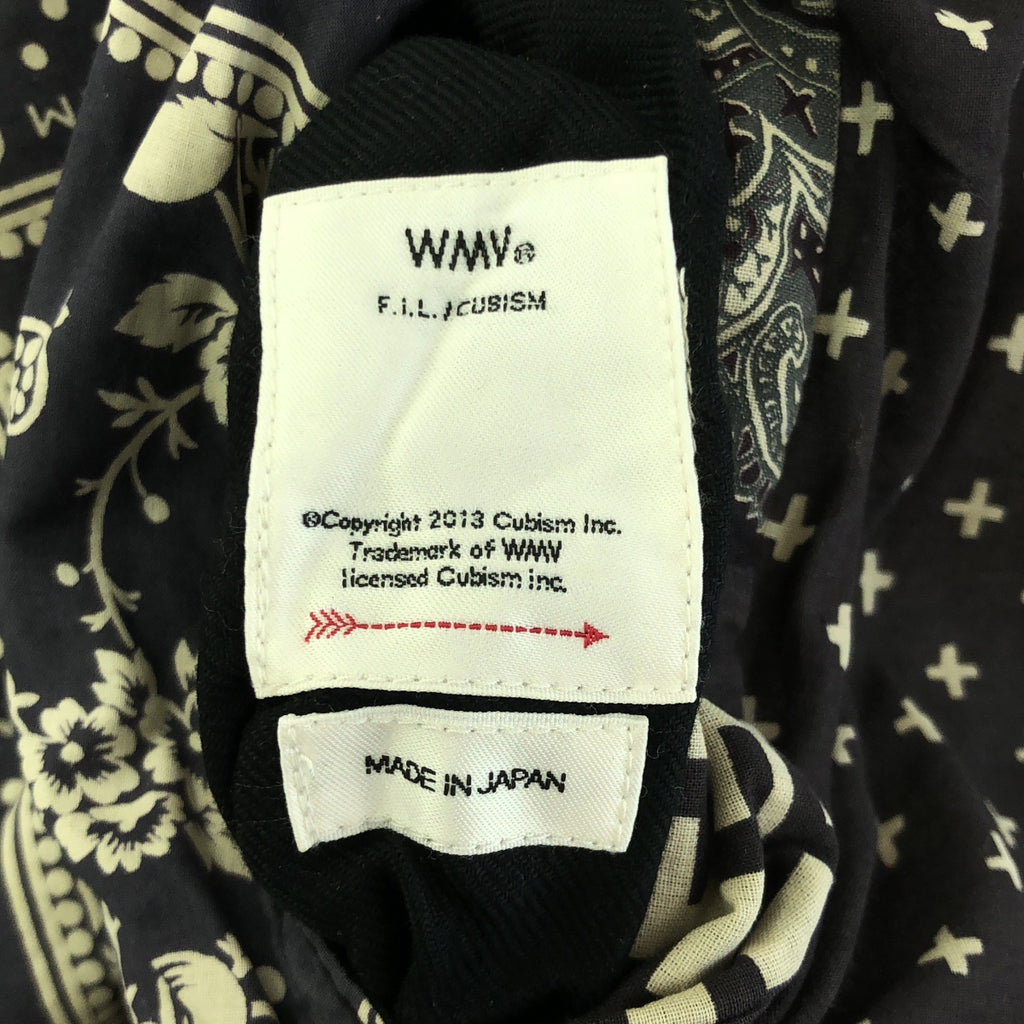 WMV®
F.I.L. / CUBISM
©Copyright 2013 Cubism Inc.
Trademark of WMV
licensed Cubism Inc.
MADE IN JAPAN